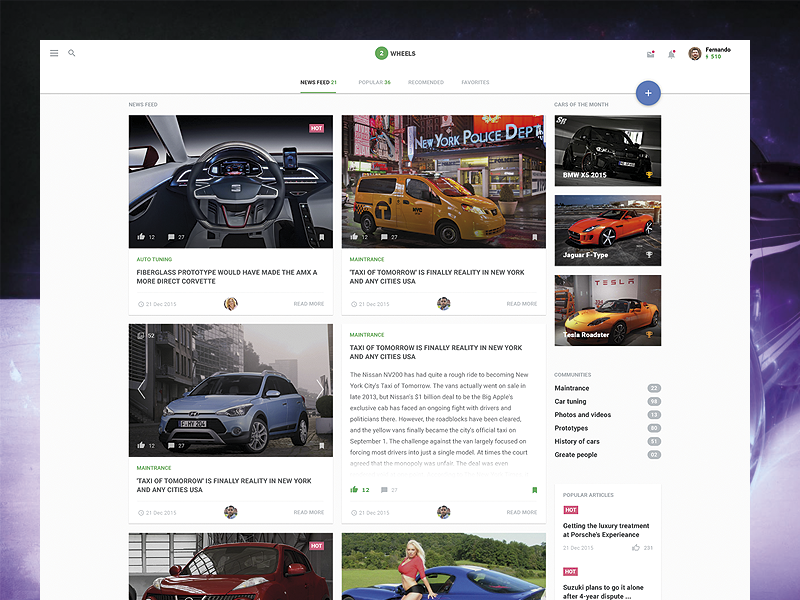 2 WHEELS
Fernando
510
NEWS FEED 21
POPULAR 36
RECOMENDED
FAVORITES
+
NEWS FEED
HOT
12 27
AUTO TUNING
FIBERGLASS PROTOTYPE WOULD HAVE MADE THE AMX A
MORE DIRECT CORVETTE
21 Dec 2015
READ MORE
NEW YORK POLICE DEPT
POLICE
NYC
T
12 27
MAINTRANCE
'TAXI OF TOMORROW' IS FINALLY REALITY IN NEW YORK
AND ANY CITIES USA
21 Dec 2015
READ MORE
52
12 27
MAINTRANCE
'TAXI OF TOMORROW' IS FINALLY REALITY IN NEW YORK
AND ANY CITIES USA
21 Dec 2015
READ MORE
MAINTRANCE
TAXI OF TOMORROW IS FINALLY REALITY IN NEW YORK
AND ANY CITIES USA
The Nissan NV200 has had quite a rough ride to becoming New
York City's Taxi of Tomorrow. The vans actually went on sale in
late 2013, but Nissan's $1 billion deal to be the Big Apple's
exclusive cab has faced an ongoing fight with drivers and
politicians there. However, the roadblocks have been cleared,
and the yellow vans finally became the city's official taxi on
September 1. The challenge against the van largely focused on
forcing most drivers into just a single model. At times the court
agreed that the monopoly was unfair. The deal was even
12 27
21 Dec 2015
READ MORE
HOT
CARS OF THE MONTH
BMW X5 2015
Jaguar F-Type
TESLA
Tesla Roadster
COMMUNITIES
Maintrance 22
Car tuning 98
Photos and videos 13
Prototypes 80
History of cars 51
Greate people 02
POPULAR ARTICLES
HOT
Getting the luxury treatment
at Porsche's Experieance
21 Dec 2015 231
HOT
Suzuki plans to go it alone
after 4-year dispute ...